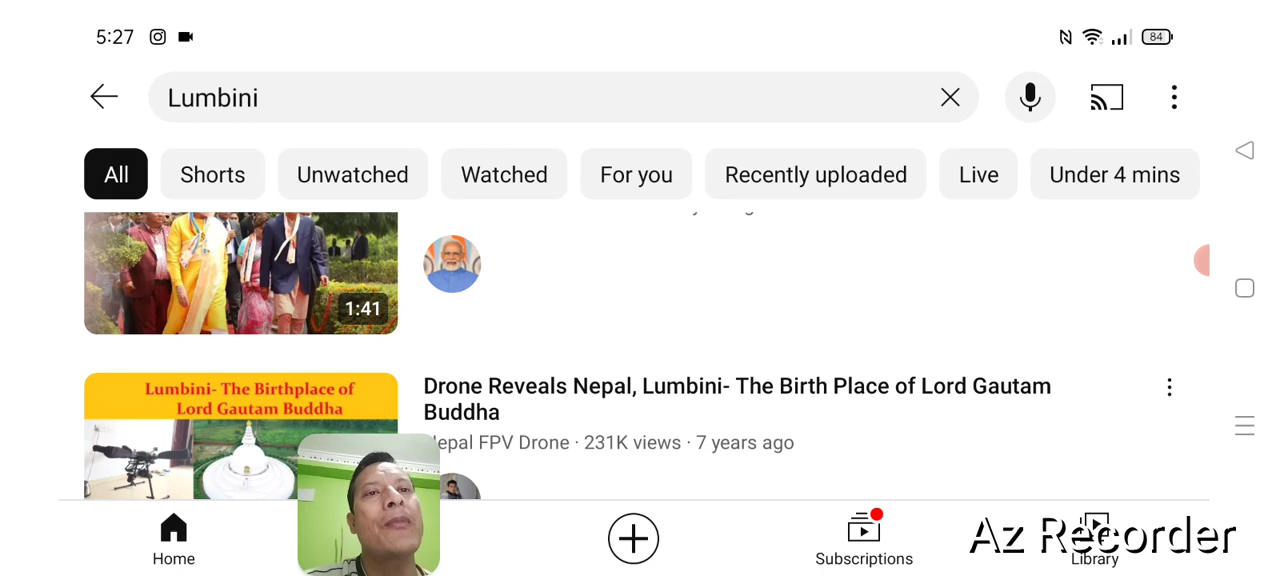 5:27
84
Lumbini
All Shorts Unwatched Watched For you Recently uploaded Live Under 4 mins
1:41
Lumbini- The Birthplace of
Lord Gautam Buddha
Drone Reveals Nepal, Lumbini- The Birth Place of Lord Gautam
Buddha
epal FPV Drone · 231K views · 7 years ago
Home
Subscriptions
Library
Az Recorder